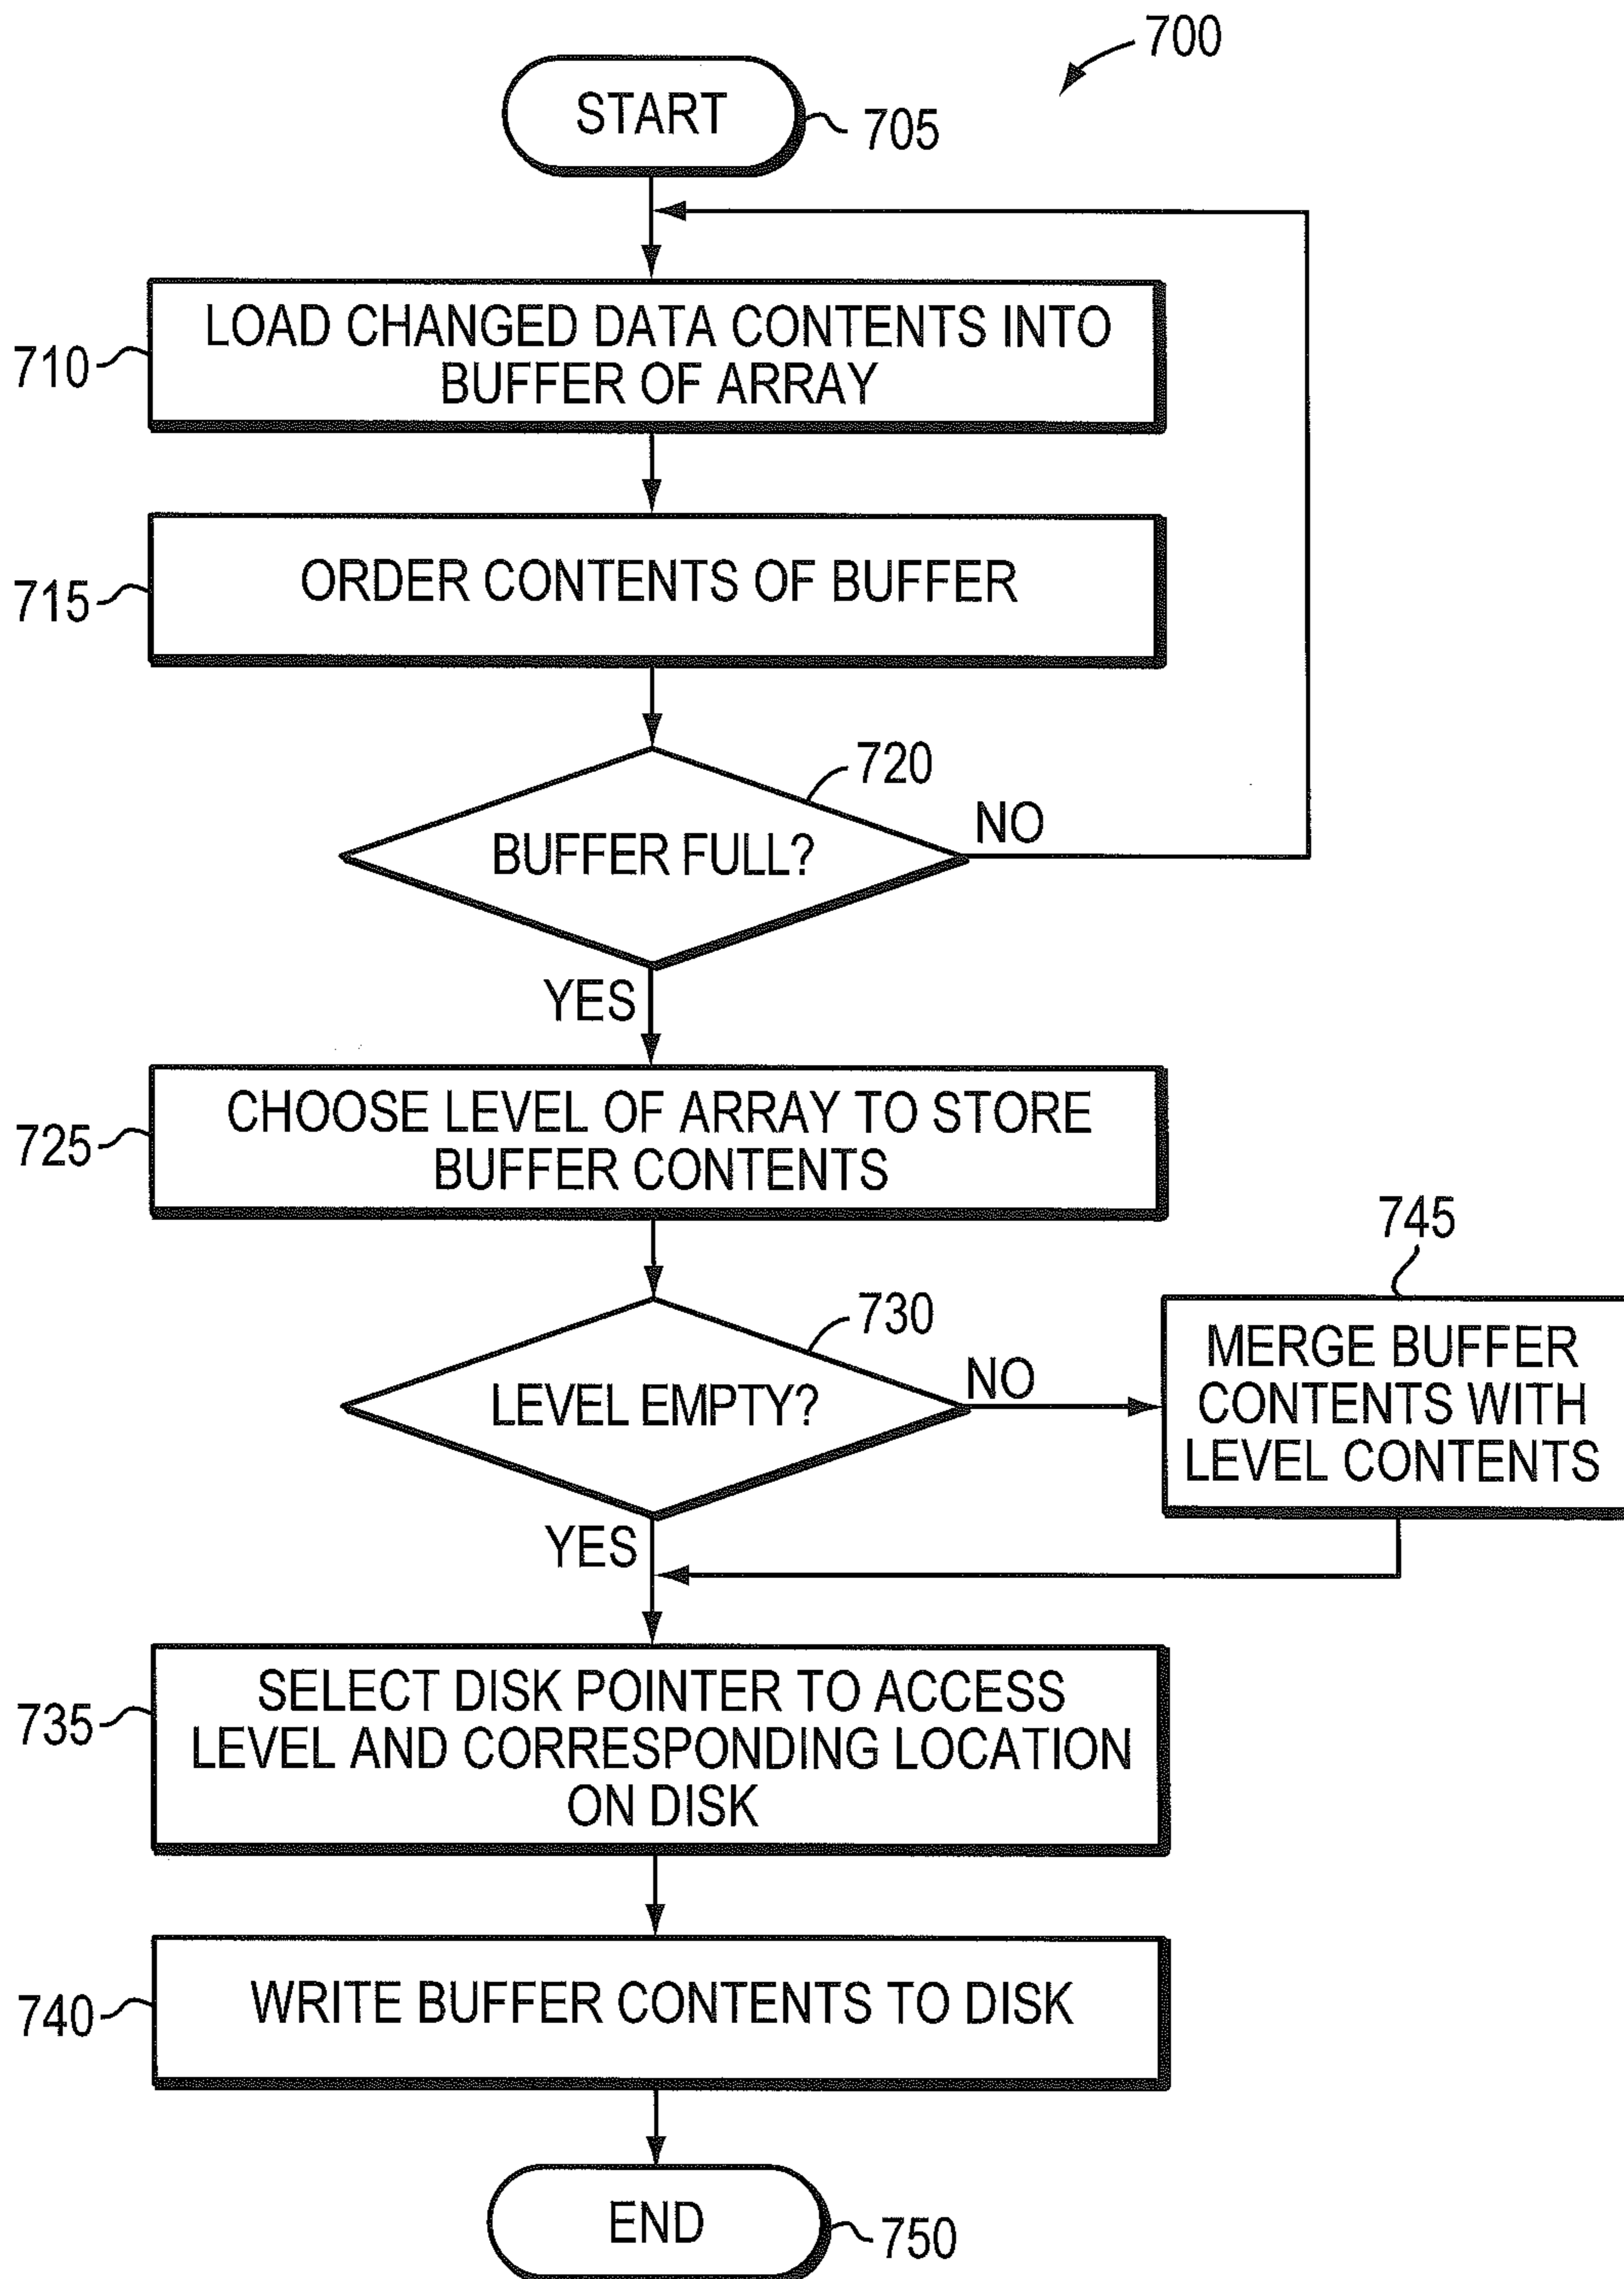 700
START
705
LOAD CHANGED DATA CONTENTS INTO
BUFFER OF ARRAY
710
ORDER CONTENTS OF BUFFER
715
720
BUFFER FULL?
NO
YES
CHOOSE LEVEL OF ARRAY TO STORE
BUFFER CONTENTS
725
730
LEVEL EMPTY?
NO
745
MERGE BUFFER
CONTENTS WITH
LEVEL CONTENTS
YES
SELECT DISK POINTER TO ACCESS
LEVEL AND CORRESPONDING LOCATION
ON DISK
735
WRITE BUFFER CONTENTS TO DISK
740
END
750